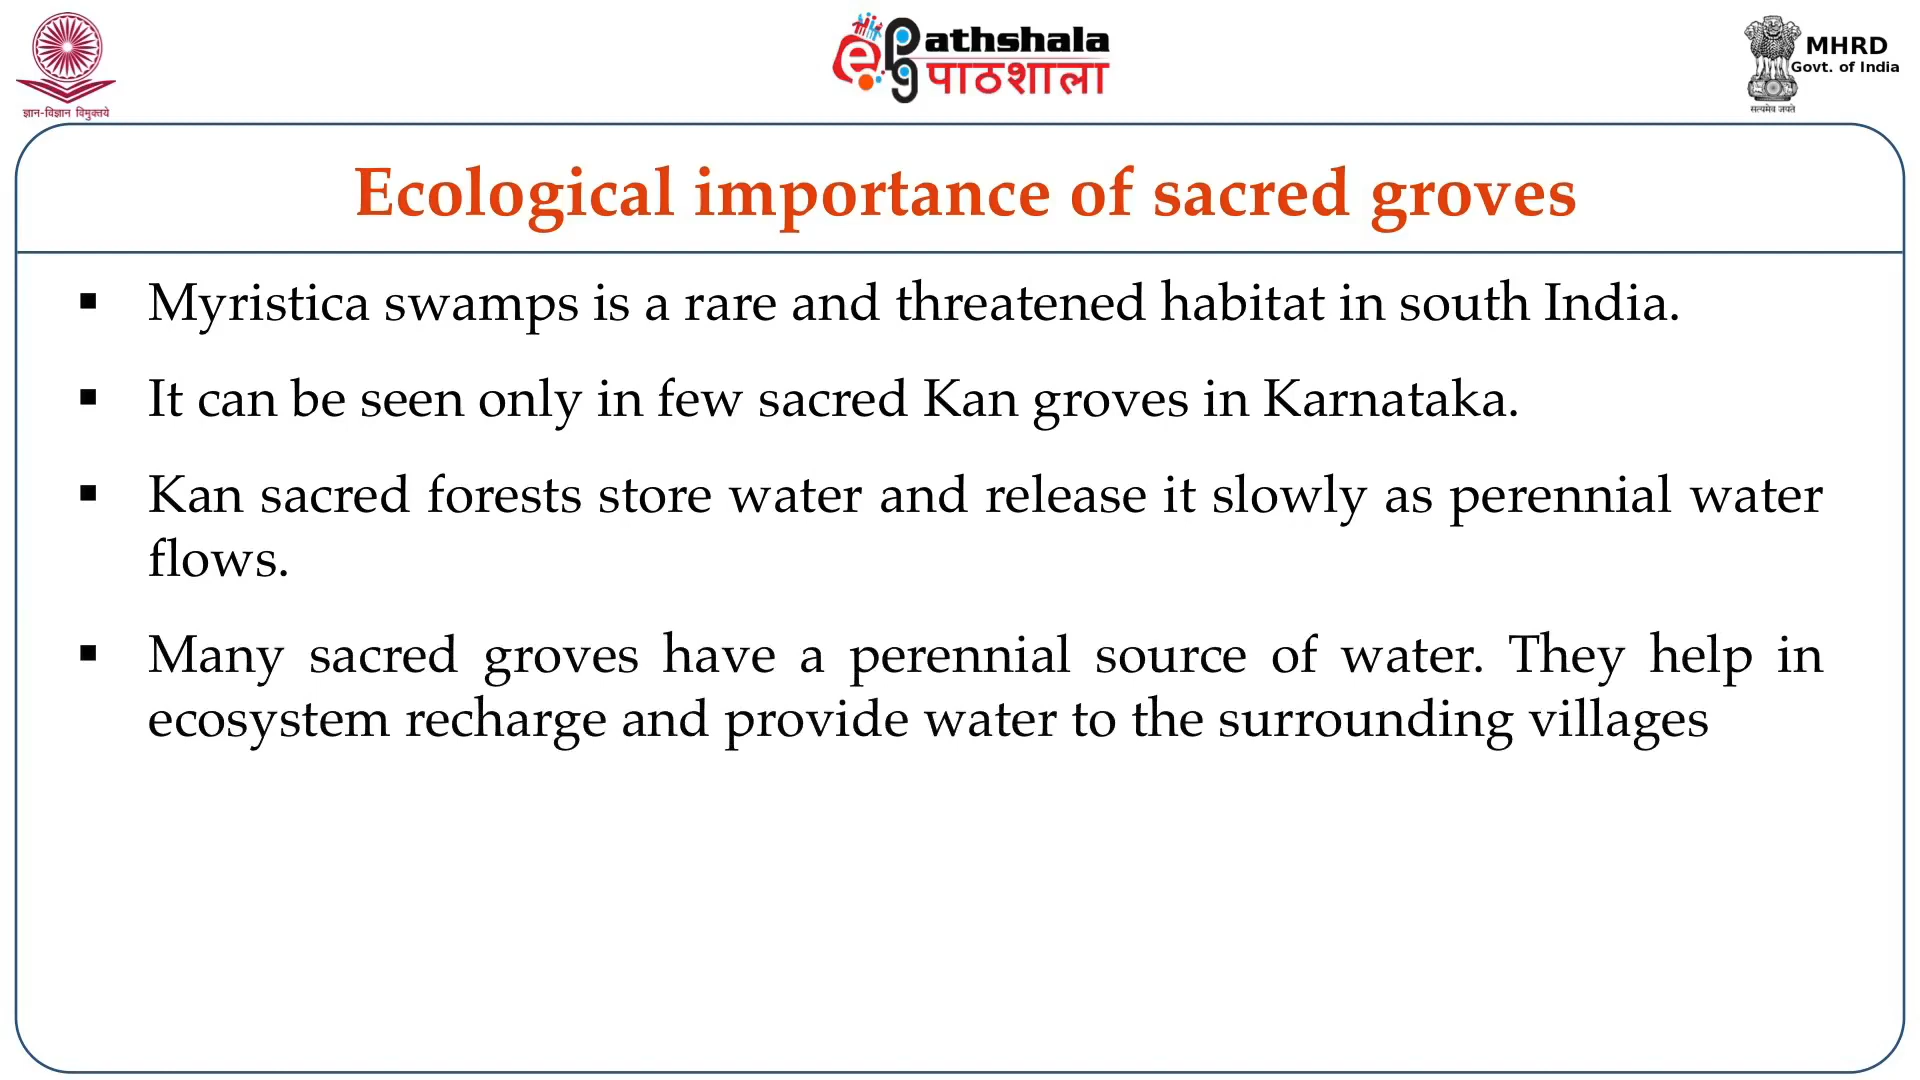 ज्ञान-विज्ञान विमुक्तये
ePathshala
पाठशाला
MHRD
Govt. of India
सत्यमेव जयते
Ecological importance of sacred groves
▪ Myristica swamps is a rare and threatened habitat in south India.
▪ It can be seen only in few sacred Kan groves in Karnataka.
▪ Kan sacred forests store water and release it slowly as perennial water
flows.
▪ Many sacred groves have a perennial source of water. They help in
ecosystem recharge and provide water to the surrounding villages